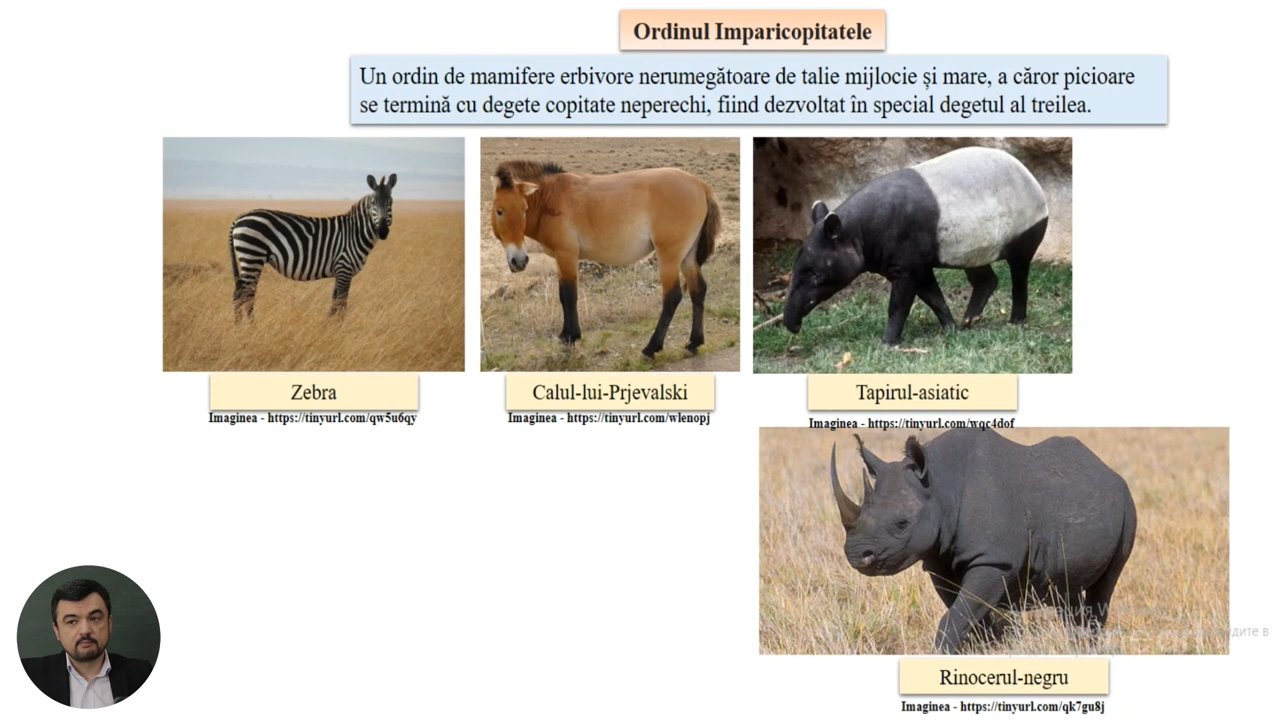 Ordinul Imparicopitatele
Un ordin de mamifere erbivore nerumegătoare de talie mijlocie și mare, a căror picioare
se termină cu degete copitate neperechi, fiind dezvoltat în special degetul al treilea.
Zebra
Imaginea - https://tinyurl.com/qw5u6qy
Calul-lui-Prjevalski
Imaginea - https://tinyurl.com/wlenopj
Tapirul-asiatic
Imaginea - https://tinyurl.com/wqc4dof
Rinocerul-negru
Imaginea - https://tinyurl.com/qk7gu8j